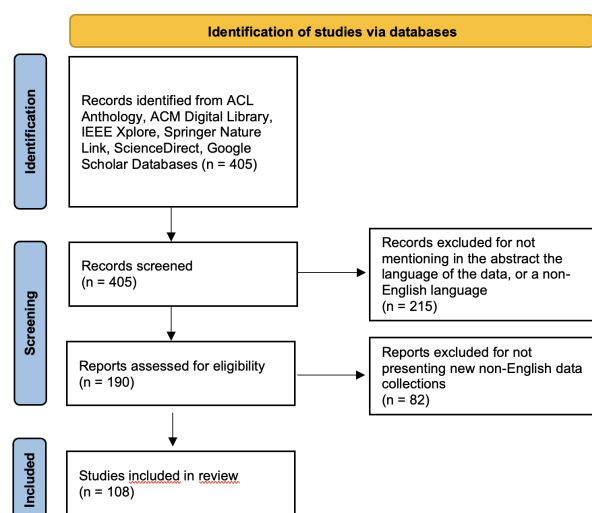 Identification of studies via databases
Identification
Records identified from ACL
Anthology, ACM Digital Library,
IEEE Xplore, Springer Nature
Link, ScienceDirect, Google
Scholar Databases (n = 405)
Screening
Records screened
(n = 405)
Records excluded for not
mentioning in the abstract the
language of the data, or a non-
English language
(n = 215)
Reports assessed for eligibility
(n = 190)
Reports excluded for not
presenting new non-English data
collections
(n = 82)
Included
Studies included in review
(n = 108)